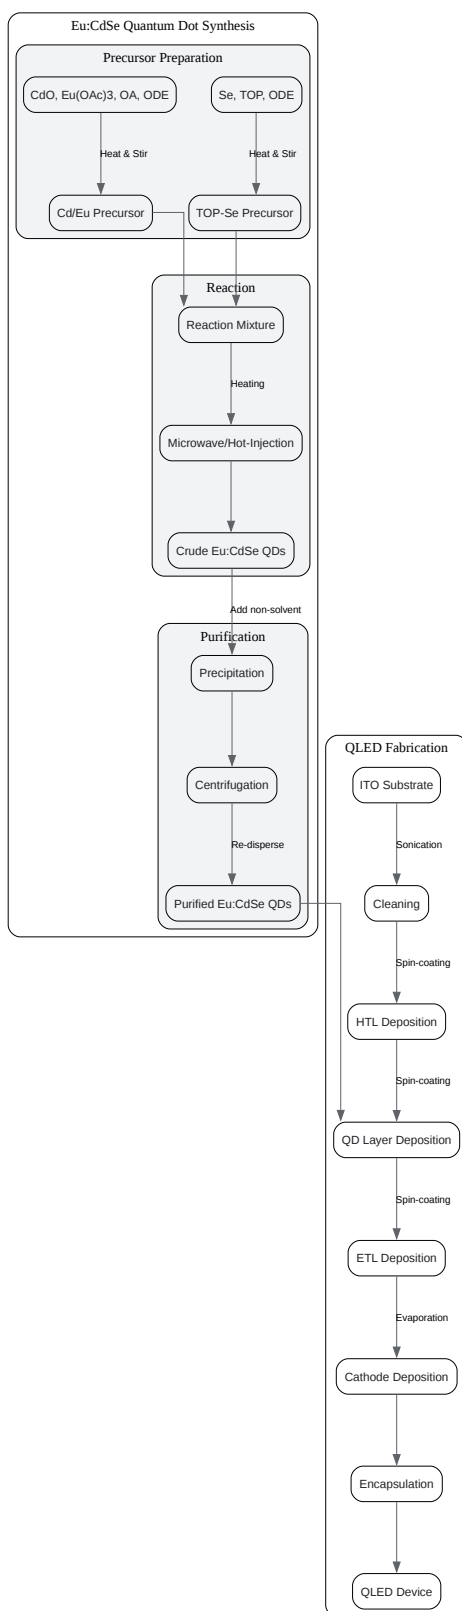 Eu:CdSe Quantum Dot Synthesis
Precursor Preparation
CdO, Eu(OAc)3, OA, ODE
Se, TOP, ODE
Heat & Stir
Heat & Stir
Cd/Eu Precursor
TOP-Se Precursor
Reaction
Reaction Mixture
Heating
Microwave/Hot-Injection
Crude Eu:CdSe QDs
Add non-solvent
Purification
Precipitation
Centrifugation
Re-disperse
Purified Eu:CdSe QDs
QLED Fabrication
ITO Substrate
Sonication
Cleaning
Spin-coating
HTL Deposition
Spin-coating
QD Layer Deposition
Spin-coating
ETL Deposition
Evaporation
Cathode Deposition
Encapsulation
QLED Device